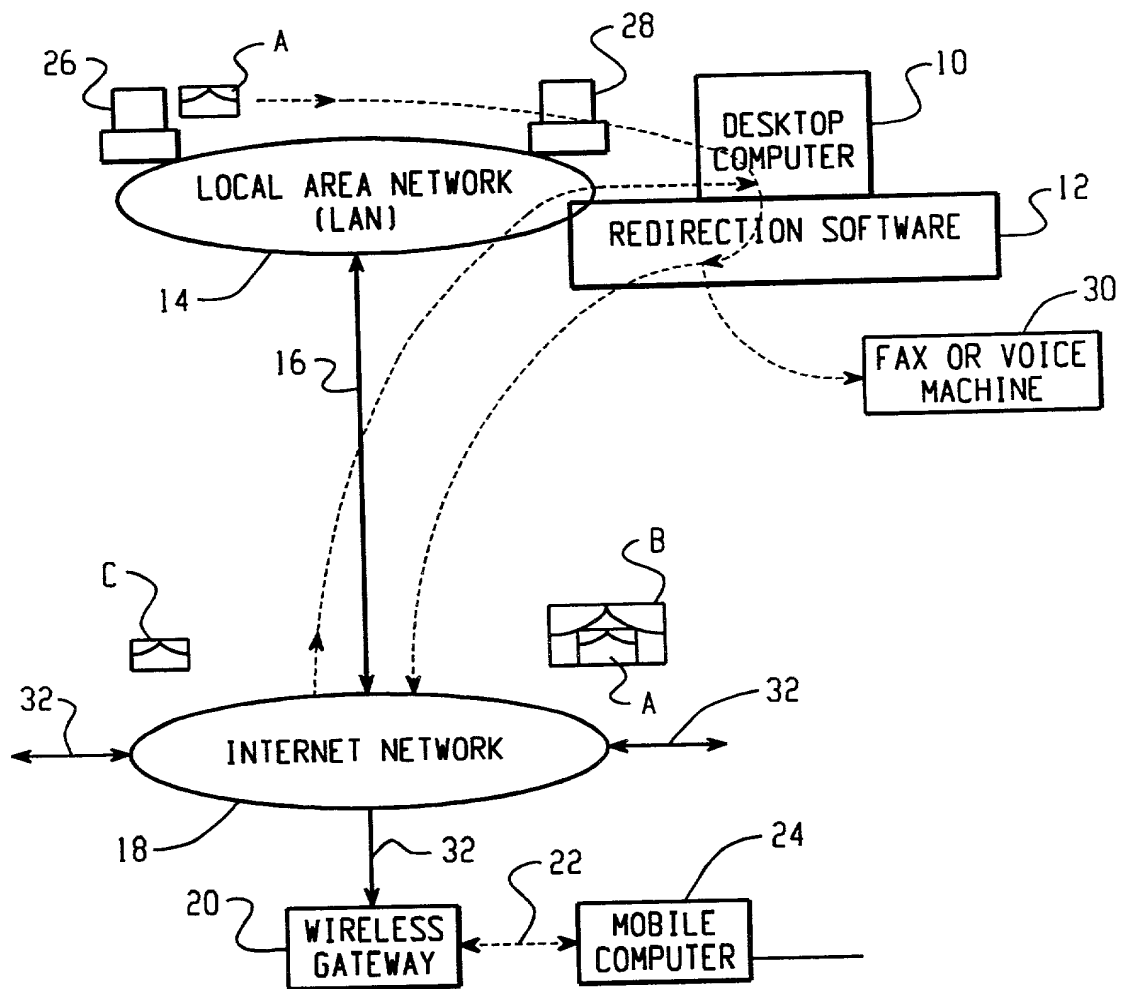 A
28
26
10
DESKTOP
COMPUTER
LOCAL AREA NETWORK
(LAN)
12
REDIRECTION SOFTWARE
14
30
16
FAX OR VOICE
MACHINE
B
C
A
32
32
INTERNET NETWORK
18
32
24
22
20
WIRELESS
GATEWAY
MOBILE
COMPUTER